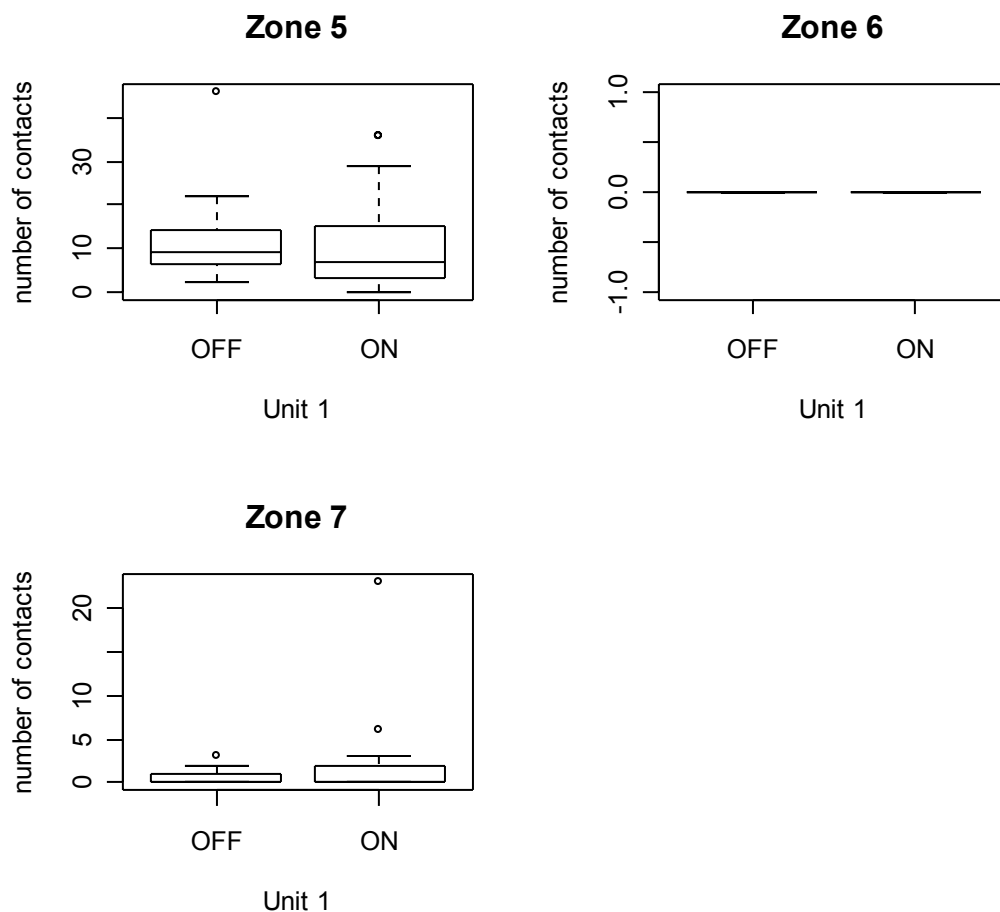 Zone 5
number of contacts
30
10
0
OFF ON
Unit 1
Zone 6
number of contacts
1.0
0.0
-1.0
OFF ON
Unit 1
Zone 7
number of contacts
20
10
5
0
OFF ON
Unit 1